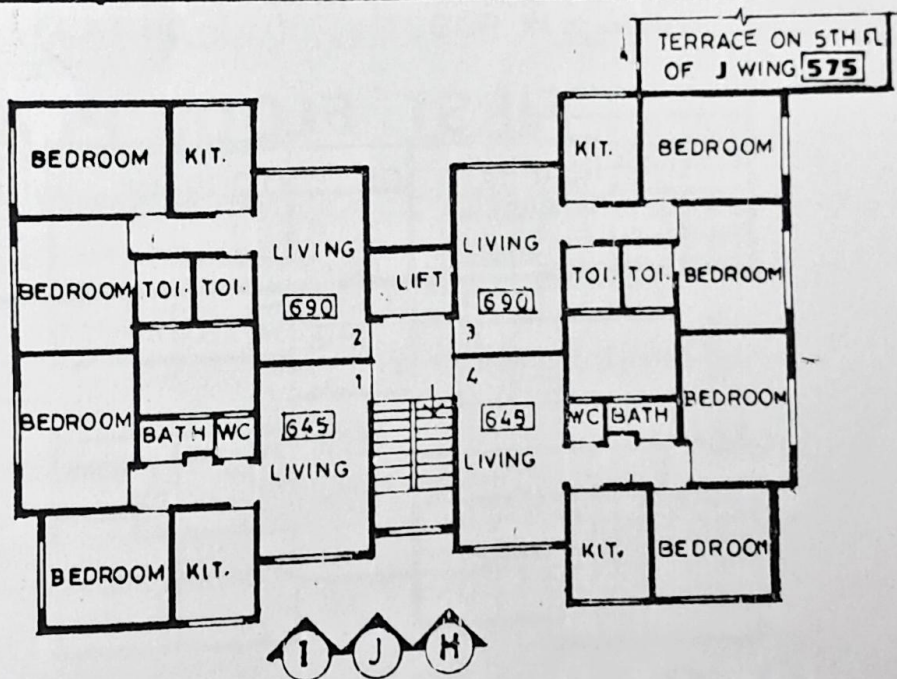 TERRACE ON 5TH FL
OF J WING 575
BEDROOM KIT.
KIT. BEDROOM
LIVING LIVING
BEDROOM TOI. TOI. LIFT TOI. TOI. BEDROOM
690 690
2 3
1 4
BEDROOM BEDROOM
BATH WC 645 645 WC BATH
LIVING LIVING
BEDROOM KIT. KIT. BEDROOM
I J H